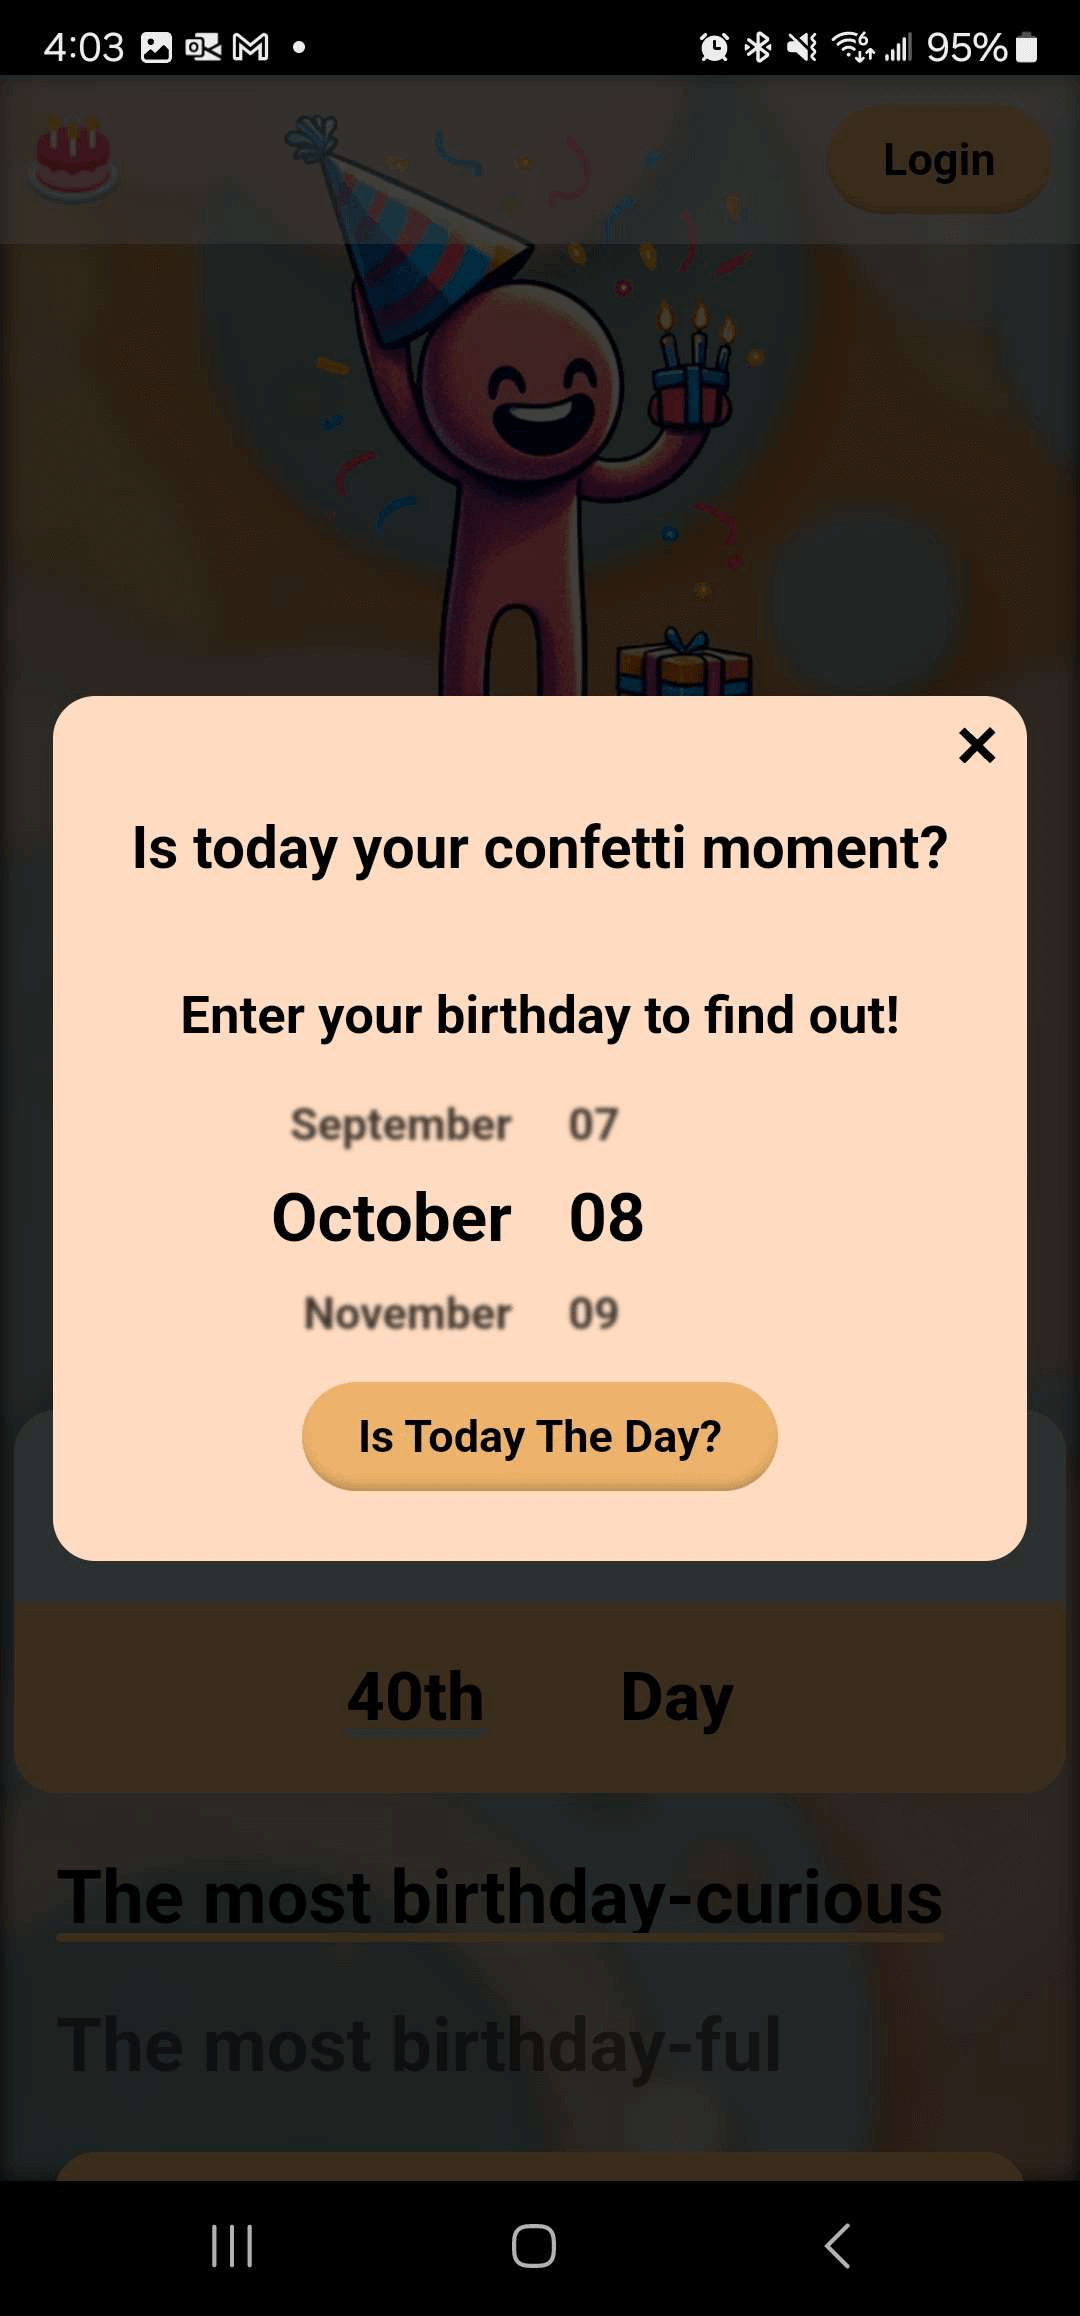 4:03 95%
Login
Is today your confetti moment?
Enter your birthday to find out!
September 07
October 08
November 09
Is Today The Day?
40th Day
The most birthday-curious
The most birthday-ful